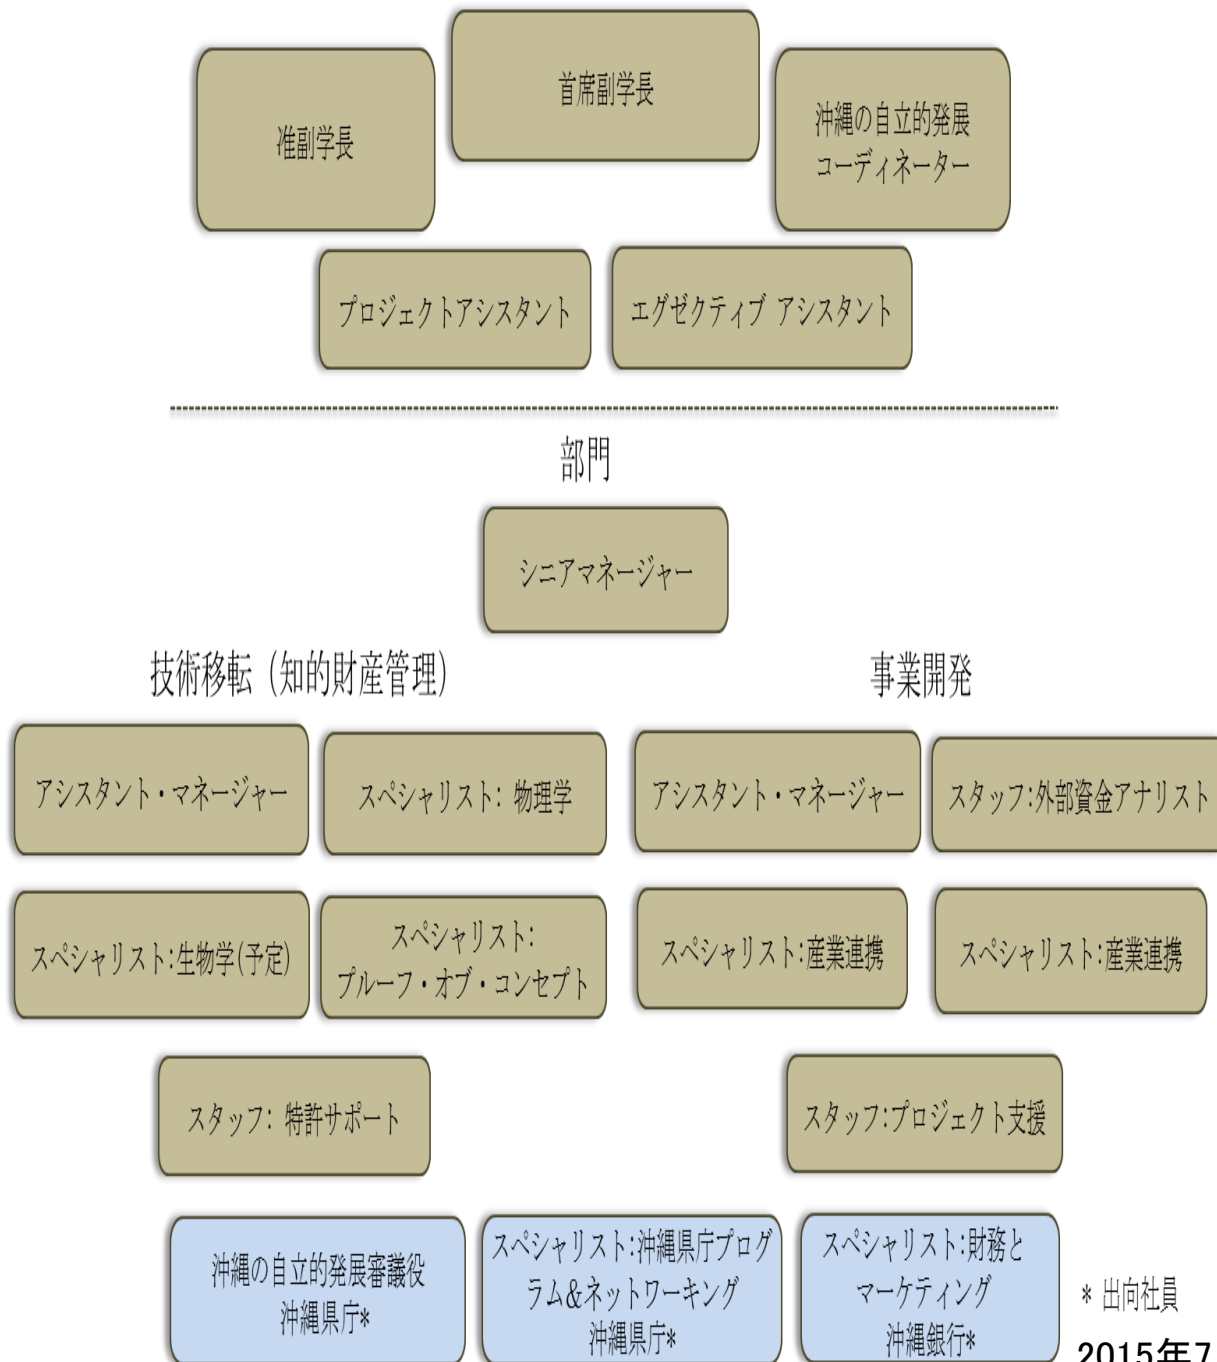 首席副学長
准副学長
沖縄の自立的発展
コーディネーター
プロジェクトアシスタント
エグゼクティブ アシスタント
部門
シニアマネージャー
技術移転（知的財産管理）
事業開発
アシスタント・マネージャー
スペシャリスト: 物理学
アシスタント・マネージャー
スタッフ:外部資金アナリスト
スペシャリスト:生物学(予定)
スペシャリスト:
プルーフ・オブ・コンセプト
スペシャリスト:産業連携
スペシャリスト:産業連携
スタッフ: 特許サポート
スタッフ:プロジェクト支援
沖縄の自立的発展審議役
沖縄県庁*
スペシャリスト:沖縄県庁プログ
ラム&ネットワーキング
沖縄県庁*
スペシャリスト:財務と
マーケティング
沖縄銀行*
* 出向社員
2015年7